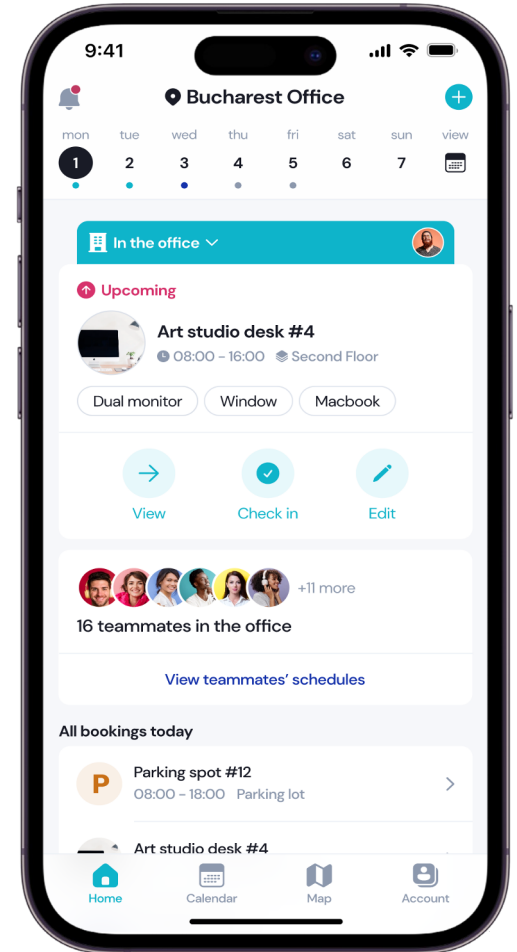 9:41
Bucharest Office
mon tue wed thu fri sat sun view
1 2 3 4 5 6 7
In the office
Upcoming
Art studio desk #4
08:00 – 16:00 Second Floor
Dual monitor Window Macbook
View Check in Edit
+11 more
16 teammates in the office
View teammates’ schedules
All bookings today
P
Parking spot #12
08:00 – 18:00 Parking lot
Art studio desk #4
Home Calendar Map Account